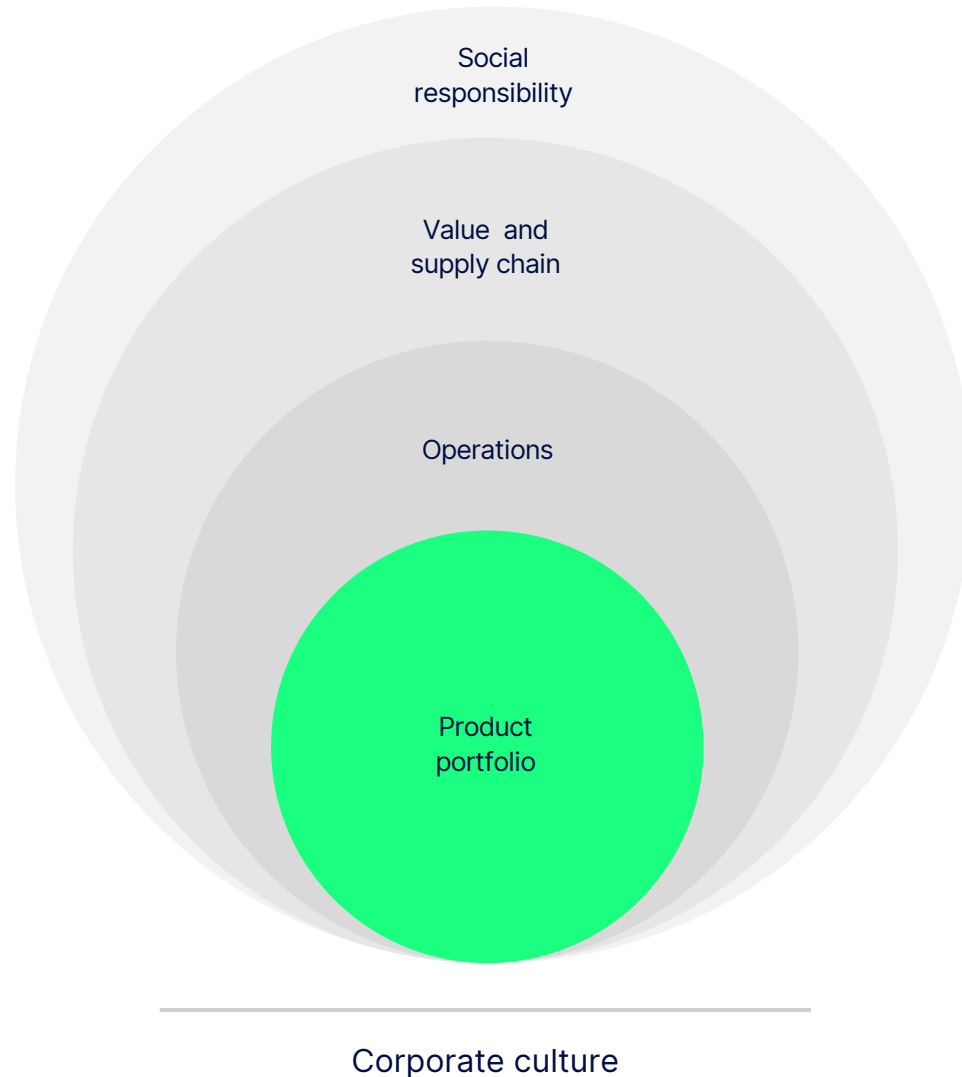 Social
responsibility
Value and
supply chain
Operations
Product
portfolio
Corporate culture